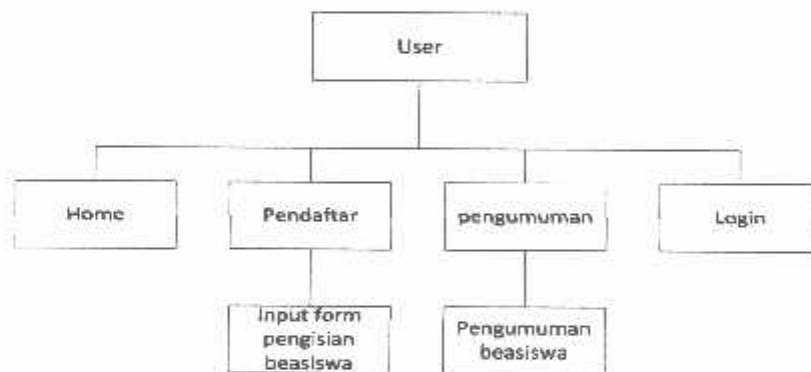 User
Home
Pendaftar
pengumuman
Login
Input form
pengisian
beasiswa
Pengumuman
beasiswa